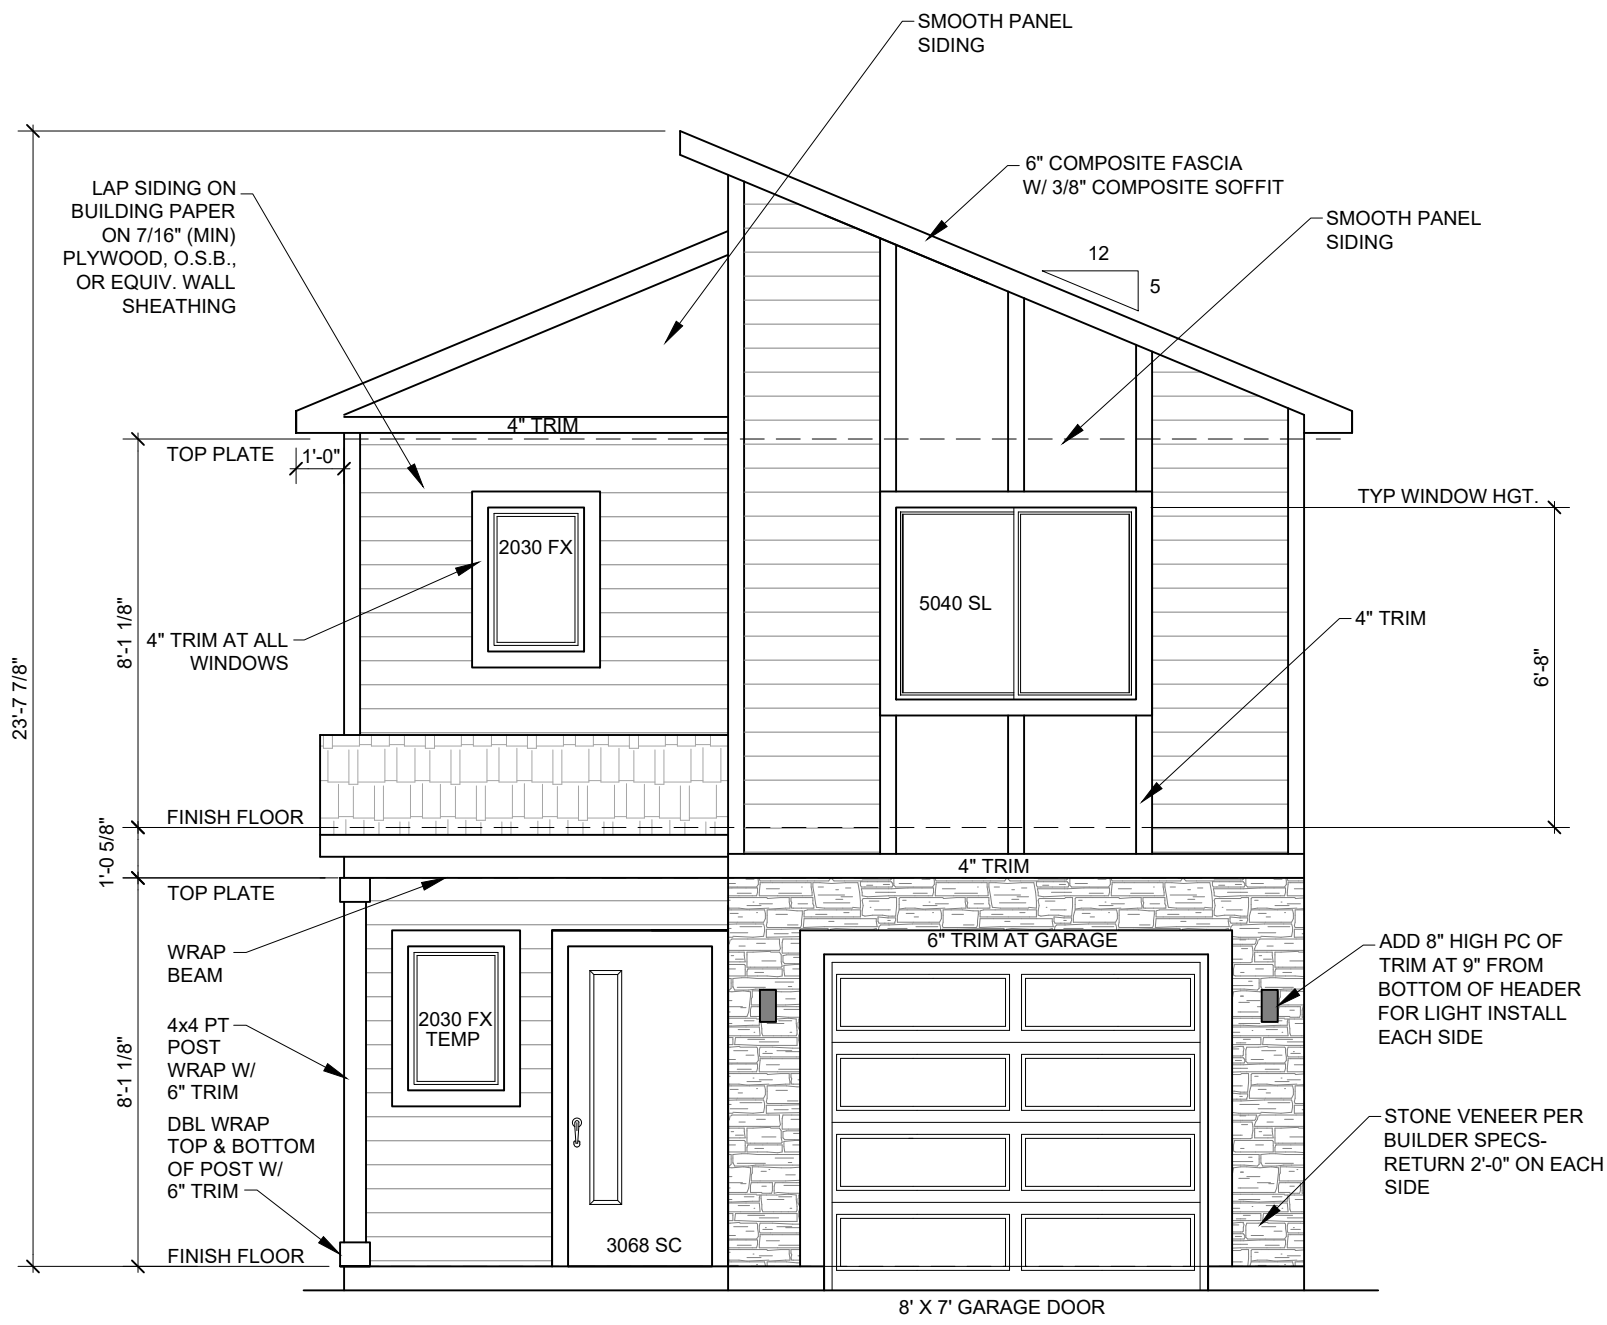 SMOOTH PANEL
SIDING
6" COMPOSITE FASCIA
W/ 3/8" COMPOSITE SOFFIT
LAP SIDING ON
BUILDING PAPER
ON 7/16" (MIN)
PLYWOOD, O.S.B.,
OR EQUIV. WALL
SHEATHING
SMOOTH PANEL
SIDING
12
5
4" TRIM
TOP PLATE
1'-0"
TYP WINDOW HGT.
2030 FX
5040 SL
8'-1 1/8"
4" TRIM AT ALL
WINDOWS
4" TRIM
6'-8"
23'-7 7/8"
FINISH FLOOR
1'-0 5/8"
4" TRIM
TOP PLATE
6" TRIM AT GARAGE
WRAP
BEAM
ADD 8" HIGH PC OF
TRIM AT 9" FROM
BOTTOM OF HEADER
FOR LIGHT INSTALL
EACH SIDE
2030 FX
TEMP
4x4 PT
POST
WRAP W/
6" TRIM
8'-1 1/8"
DBL WRAP
TOP & BOTTOM
OF POST W/
6" TRIM
STONE VENEER PER
BUILDER SPECS-
RETURN 2'-0" ON EACH
SIDE
3068 SC
FINISH FLOOR
8' X 7' GARAGE DOOR